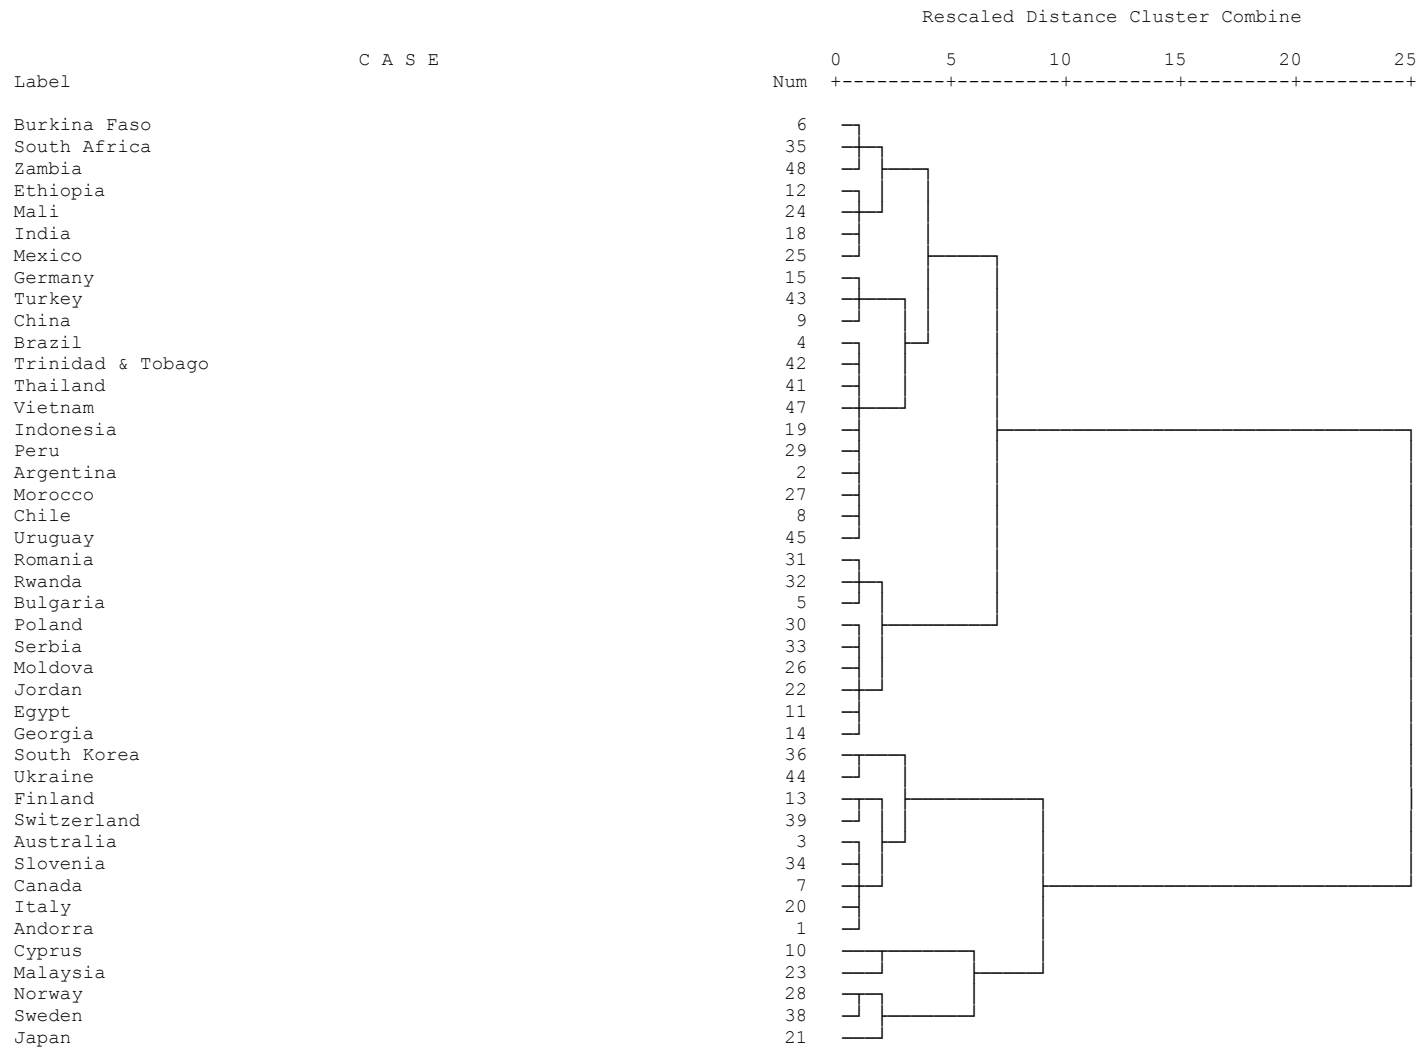 Rescaled Distance Cluster Combine
C A S E 0 5 10 15 20 25
Label Num +---------+---------+---------+---------+---------+
Burkina Faso 6
South Africa 35
Zambia 48
Ethiopia 12
Mali 24
India 18
Mexico 25
Germany 15
Turkey 43
China 9
Brazil 4
Trinidad & Tobago 42
Thailand 41
Vietnam 47
Indonesia 19
Peru 29
Argentina 2
Morocco 27
Chile 8
Uruguay 45
Romania 31
Rwanda 32
Bulgaria 5
Poland 30
Serbia 33
Moldova 26
Jordan 22
Egypt 11
Georgia 14
South Korea 36
Ukraine 44
Finland 13
Switzerland 39
Australia 3
Slovenia 34
Canada 7
Italy 20
Andorra 1
Cyprus 10
Malaysia 23
Norway 28
Sweden 38
Japan 21